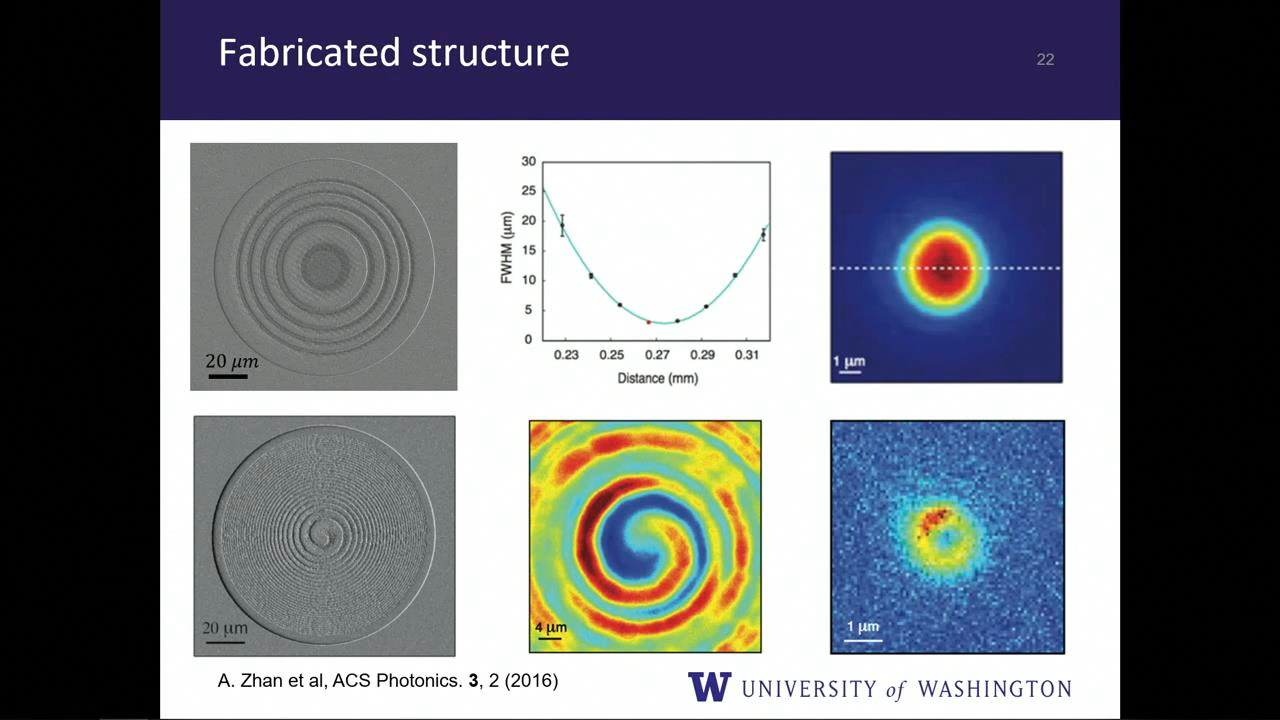 Fabricated structure
22
20 μm
30
25
20
15
10
5
0
FWHM (μm)
0.23 0.25 0.27 0.29 0.31
Distance (mm)
1 μm
20 μm
4 μm
1 μm
A. Zhan et al, ACS Photonics. 3, 2 (2016)
W UNIVERSITY of WASHINGTON